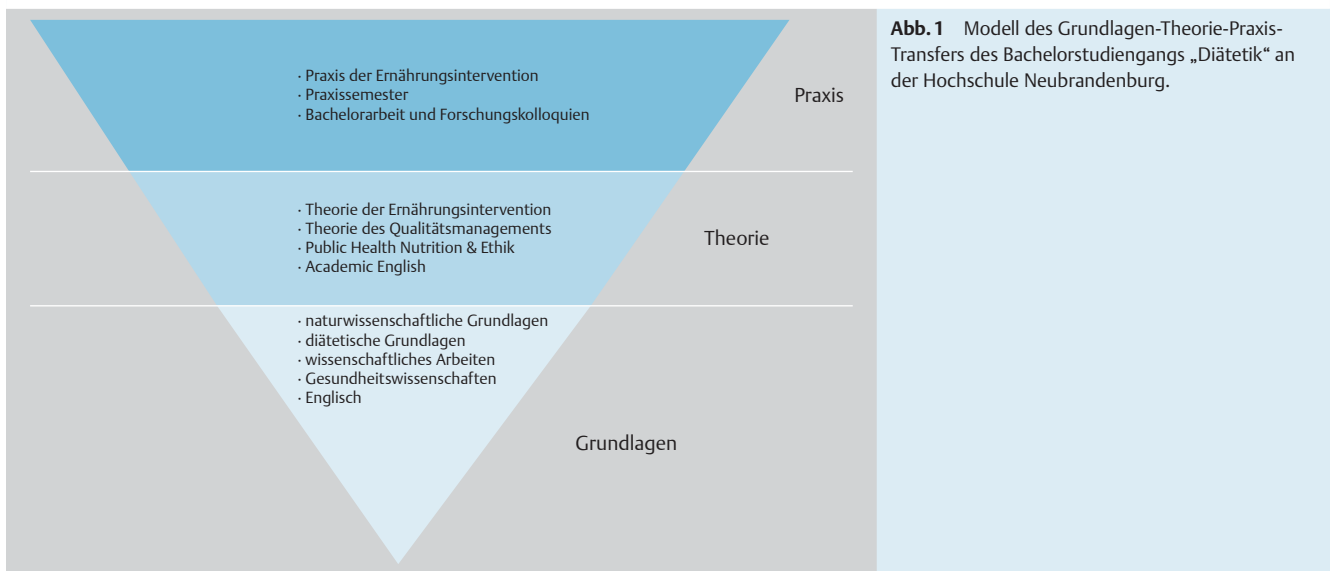 · Praxis der Ernährungsintervention
· Praxissemester
· Bachelorarbeit und Forschungskolloquien
Praxis
· Theorie der Ernährungsintervention
· Theorie des Qualitätsmanagements
· Public Health Nutrition & Ethik
· Academic English
Theorie
· naturwissenschaftliche Grundlagen
· diätetische Grundlagen
· wissenschaftliches Arbeiten
· Gesundheitswissenschaften
· Englisch
Grundlagen
Abb. 1 Modell des Grundlagen-Theorie-Praxis-
Transfers des Bachelorstudiengangs „Diätetik“ an
der Hochschule Neubrandenburg.